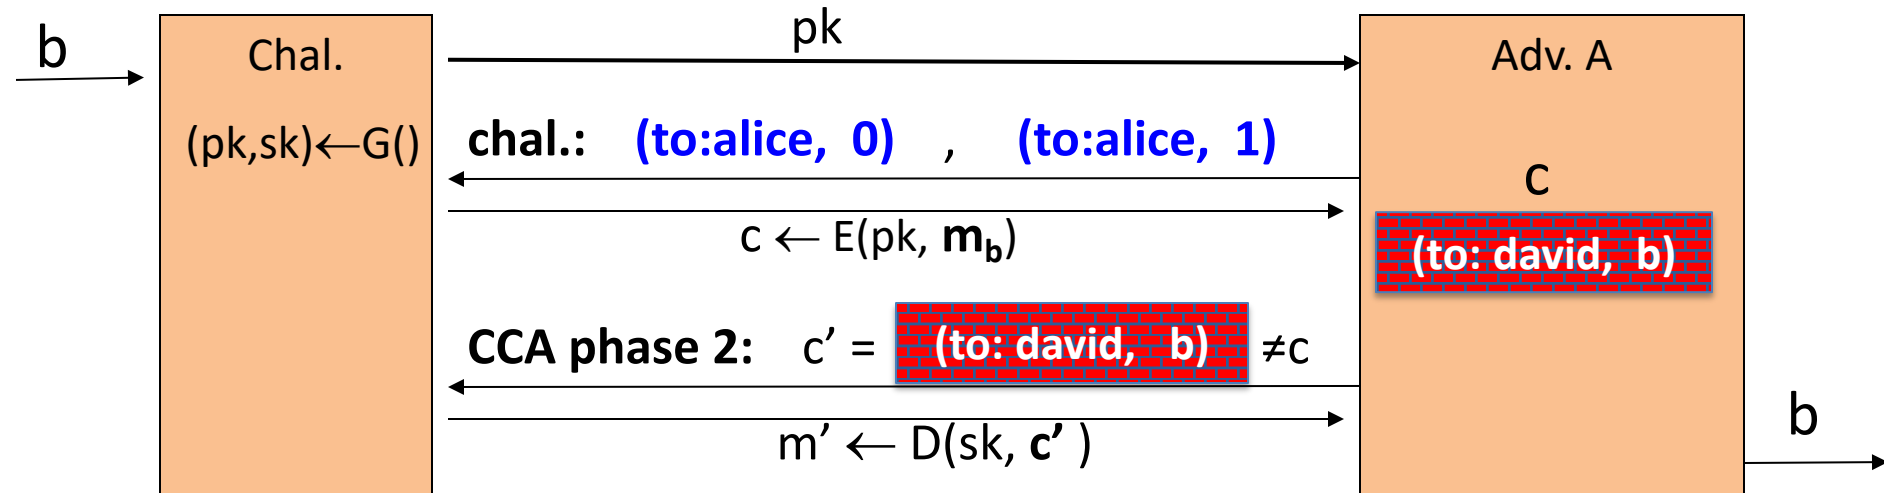 b
Chal.
(pk,sk)←G()
pk
chal.: (to:alice, 0) , (to:alice, 1)
c ← E(pk, m_b)
CCA phase 2: c’ = (to: david, b) ≠c
m’ ← D(sk, c’ )
Adv. A
c
(to: david, b)
b